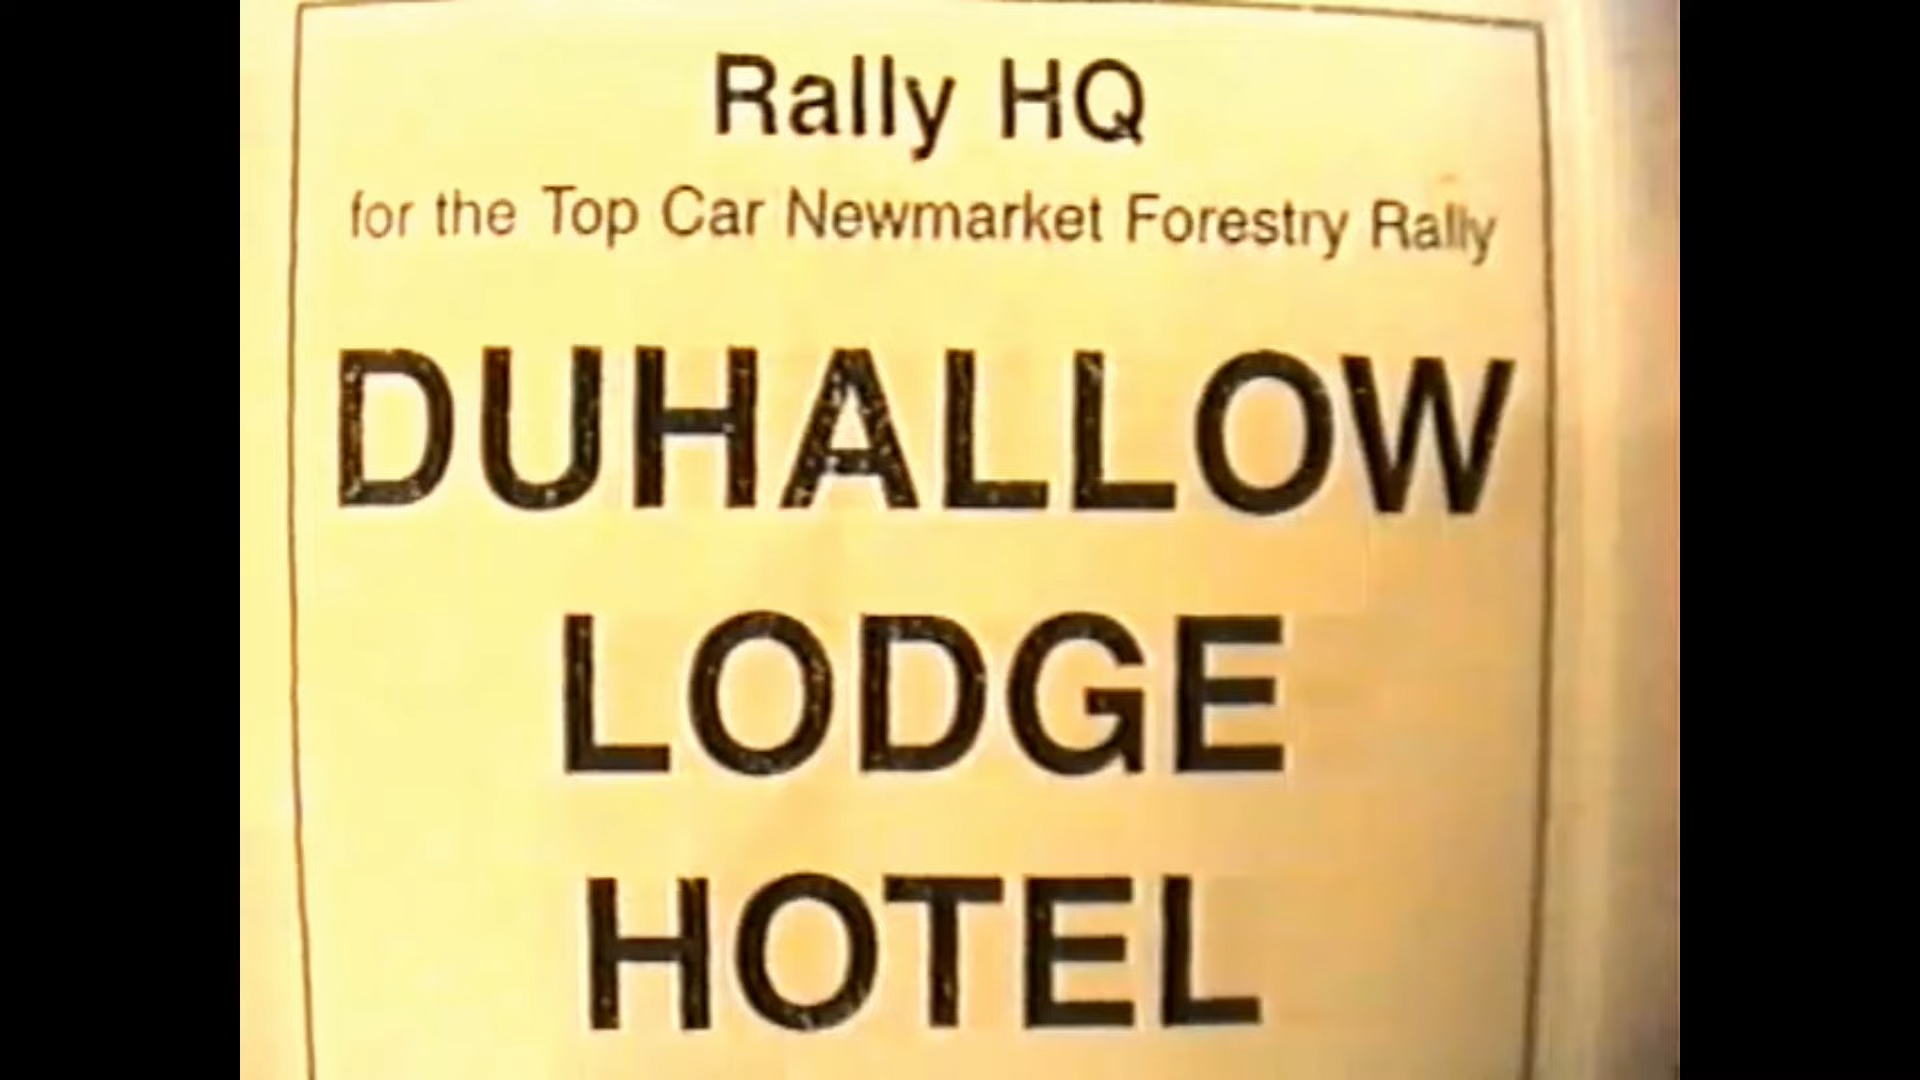 Rally HQ
for the Top Car Newmarket Forestry Rally
DUHALLOW
LODGE
HOTEL